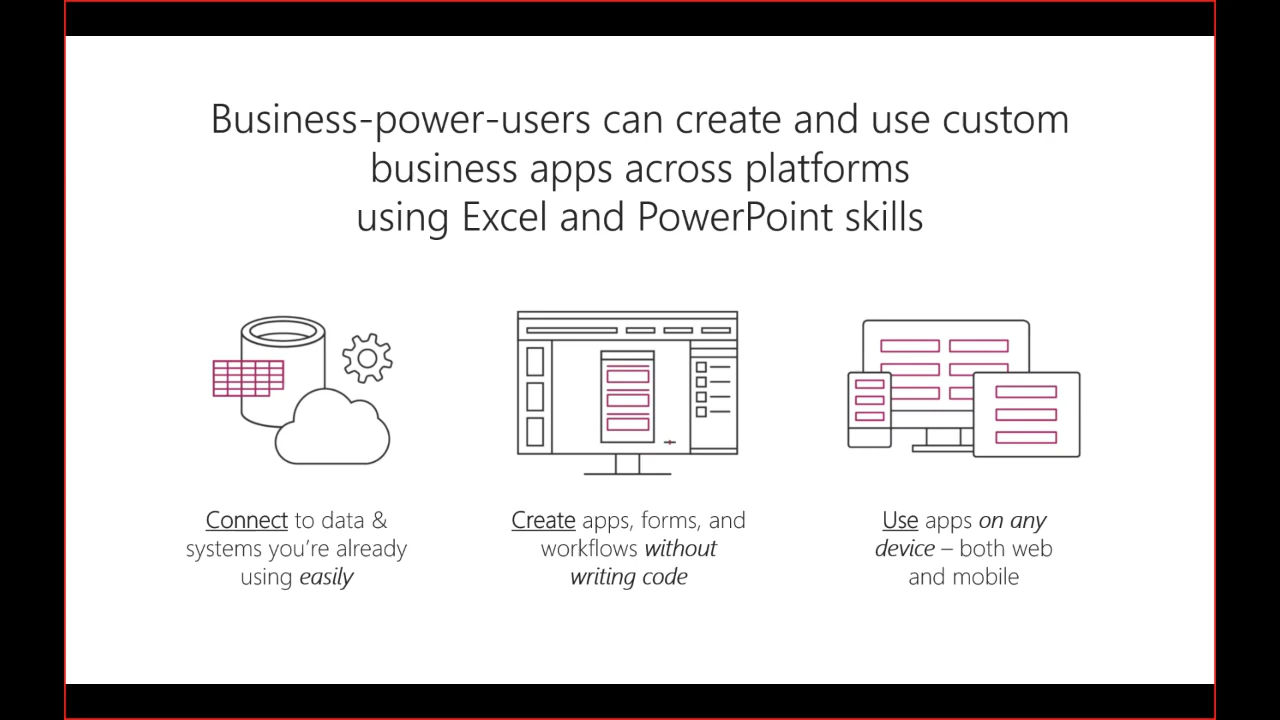 Business-power-users can create and use custom
business apps across platforms
using Excel and PowerPoint skills
Connect to data &
systems you're already
using easily
Create apps, forms, and
workflows without
writing code
Use apps on any
device – both web
and mobile